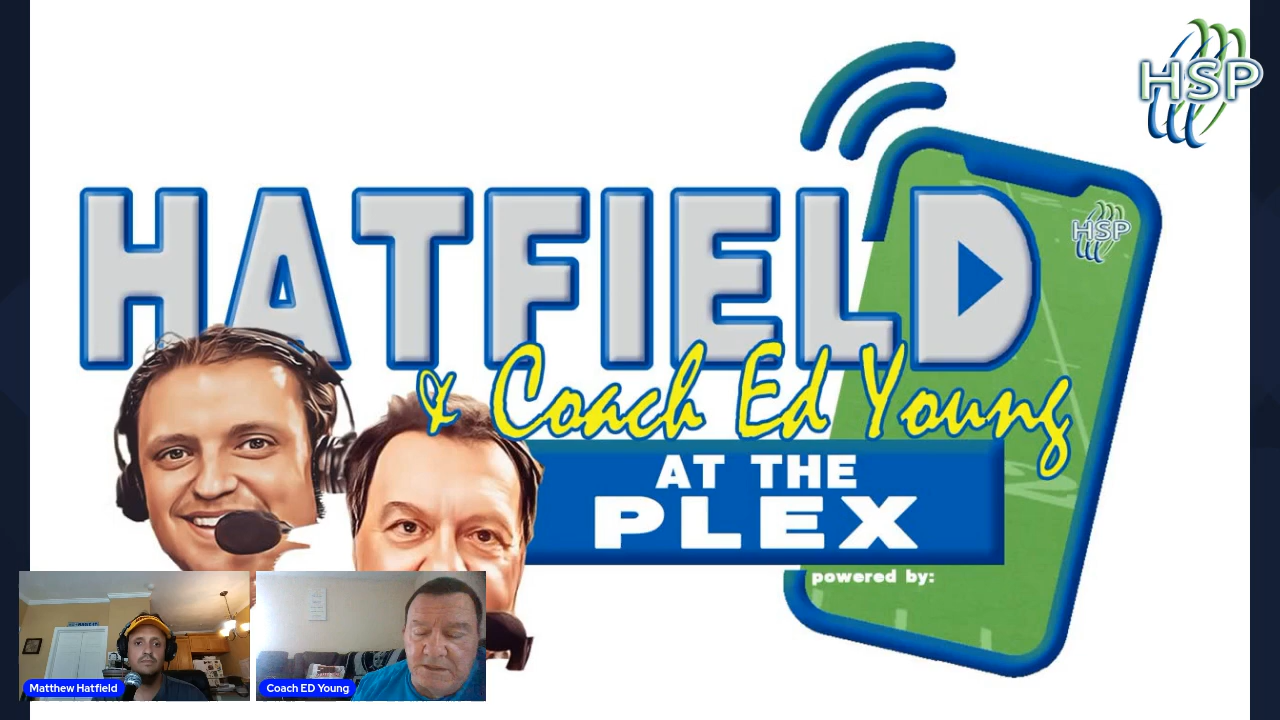 HSP
HATFIELD
HSP
& Coach Ed Young
AT THE
PLEX
powered by:
Matthew Hatfield
Coach ED Young